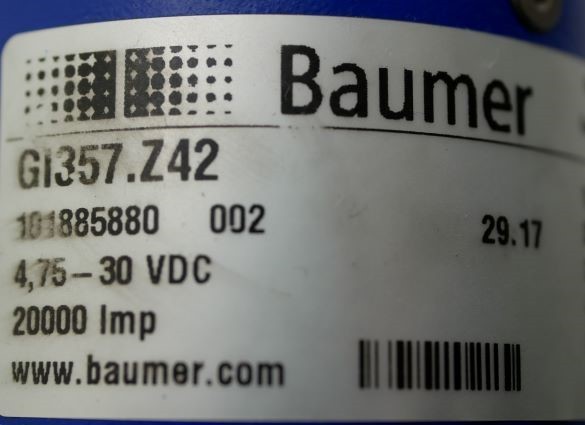 Baumer
GI357.Z42
101885880 002 29.17
4,75-30 VDC
20000 Imp
www.baumer.com